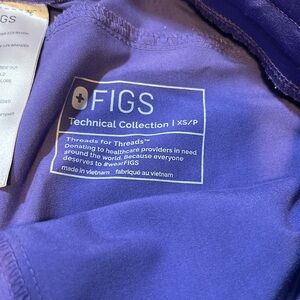 FIGS
Technical Collection | XS/P
Threads for Threads™
Donating to healthcare providers in need
around the world. Because everyone
deserves to #wearFIGS
made in vietnam fabriqué au vietnam
GS